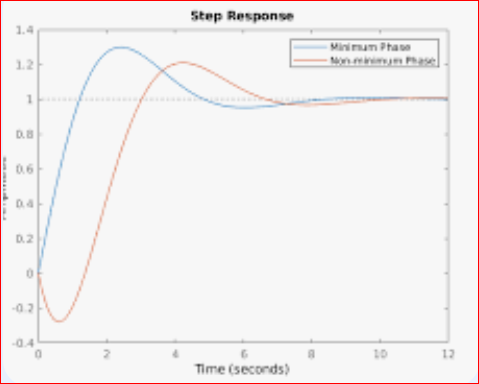 Step Response
1.4
1.2
1
0.8
0.6
0.4
0.2
0
-0.2
-0.4
Minimum Phase
Non-minimum Phase
0 2 4 6 8 10 12
Time (seconds)